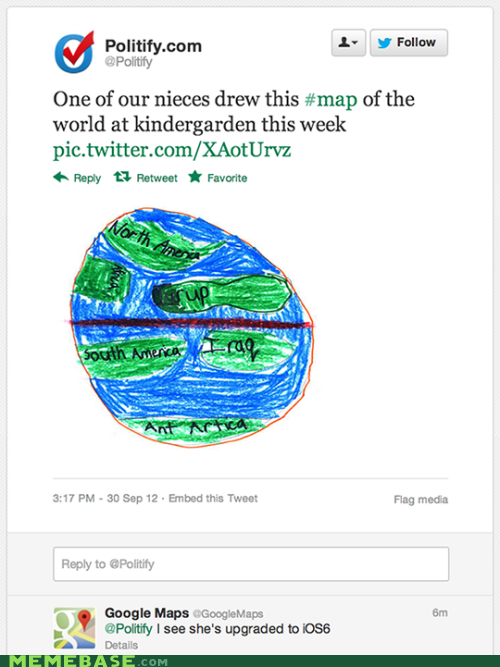 Politify.com
@Politify
Follow
One of our nieces drew this #map of the
world at kindergarden this week
pic.twitter.com/XAotUrvz
Reply Retweet Favorite
North America
rup
South America Iraq
Ant Artica
3:17 PM - 30 Sep 12 · Embed this Tweet
Flag media
Reply to @Politify
Google Maps @GoogleMaps 6m
@Politify I see she's upgraded to iOS6
Details
MEMEBASE.COM